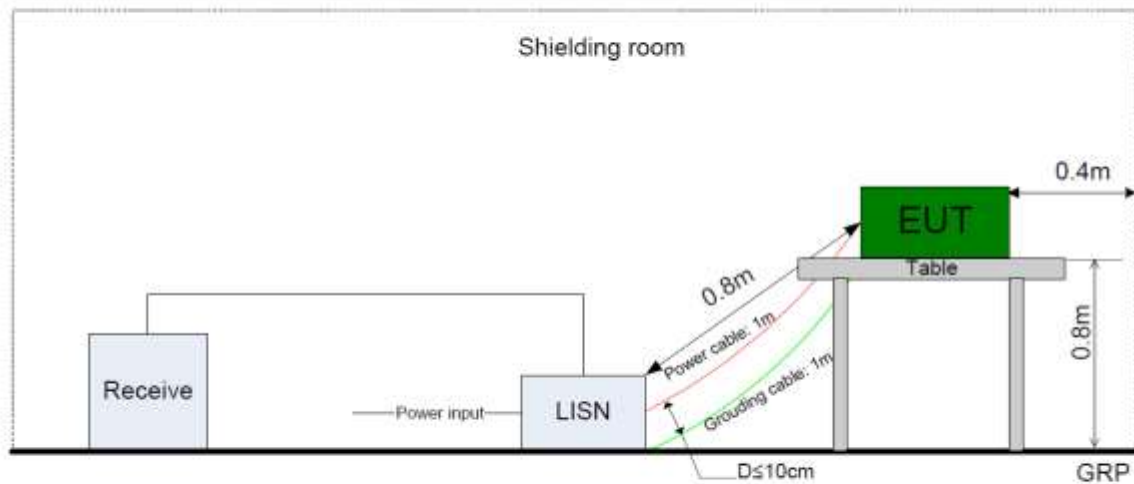 Shielding room
0.4m
EUT
Table
0.8m
0.8m
Power cable: 1m
Grouding cable: 1m
Receive
Power input
LISN
D≤10cm
GRP